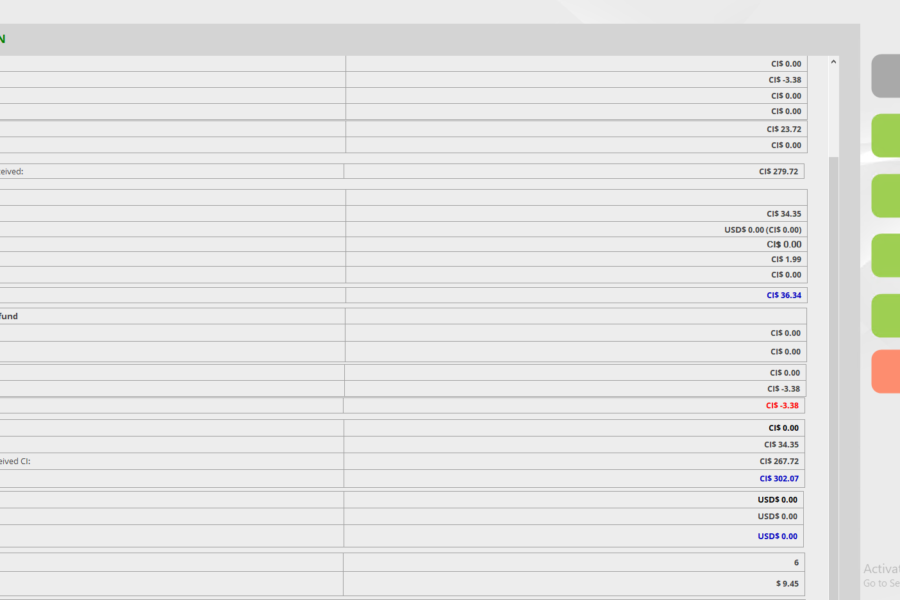 N
CI$ 0.00
CI$ -3.38
CI$ 0.00
CI$ 0.00
CI$ 23.72
CI$ 0.00
eived: CI$ 279.72
CI$ 34.35
USD$ 0.00 (CI$ 0.00)
CI$ 0.00
CI$ 1.99
CI$ 0.00
CI$ 36.34
fund
CI$ 0.00
CI$ 0.00
CI$ 0.00
CI$ -3.38
CI$ -3.38
CI$ 0.00
CI$ 34.35
eived CI: CI$ 267.72
CI$ 302.07
USD$ 0.00
USD$ 0.00
USD$ 0.00
6
$ 9.45
Activat
Go to Se